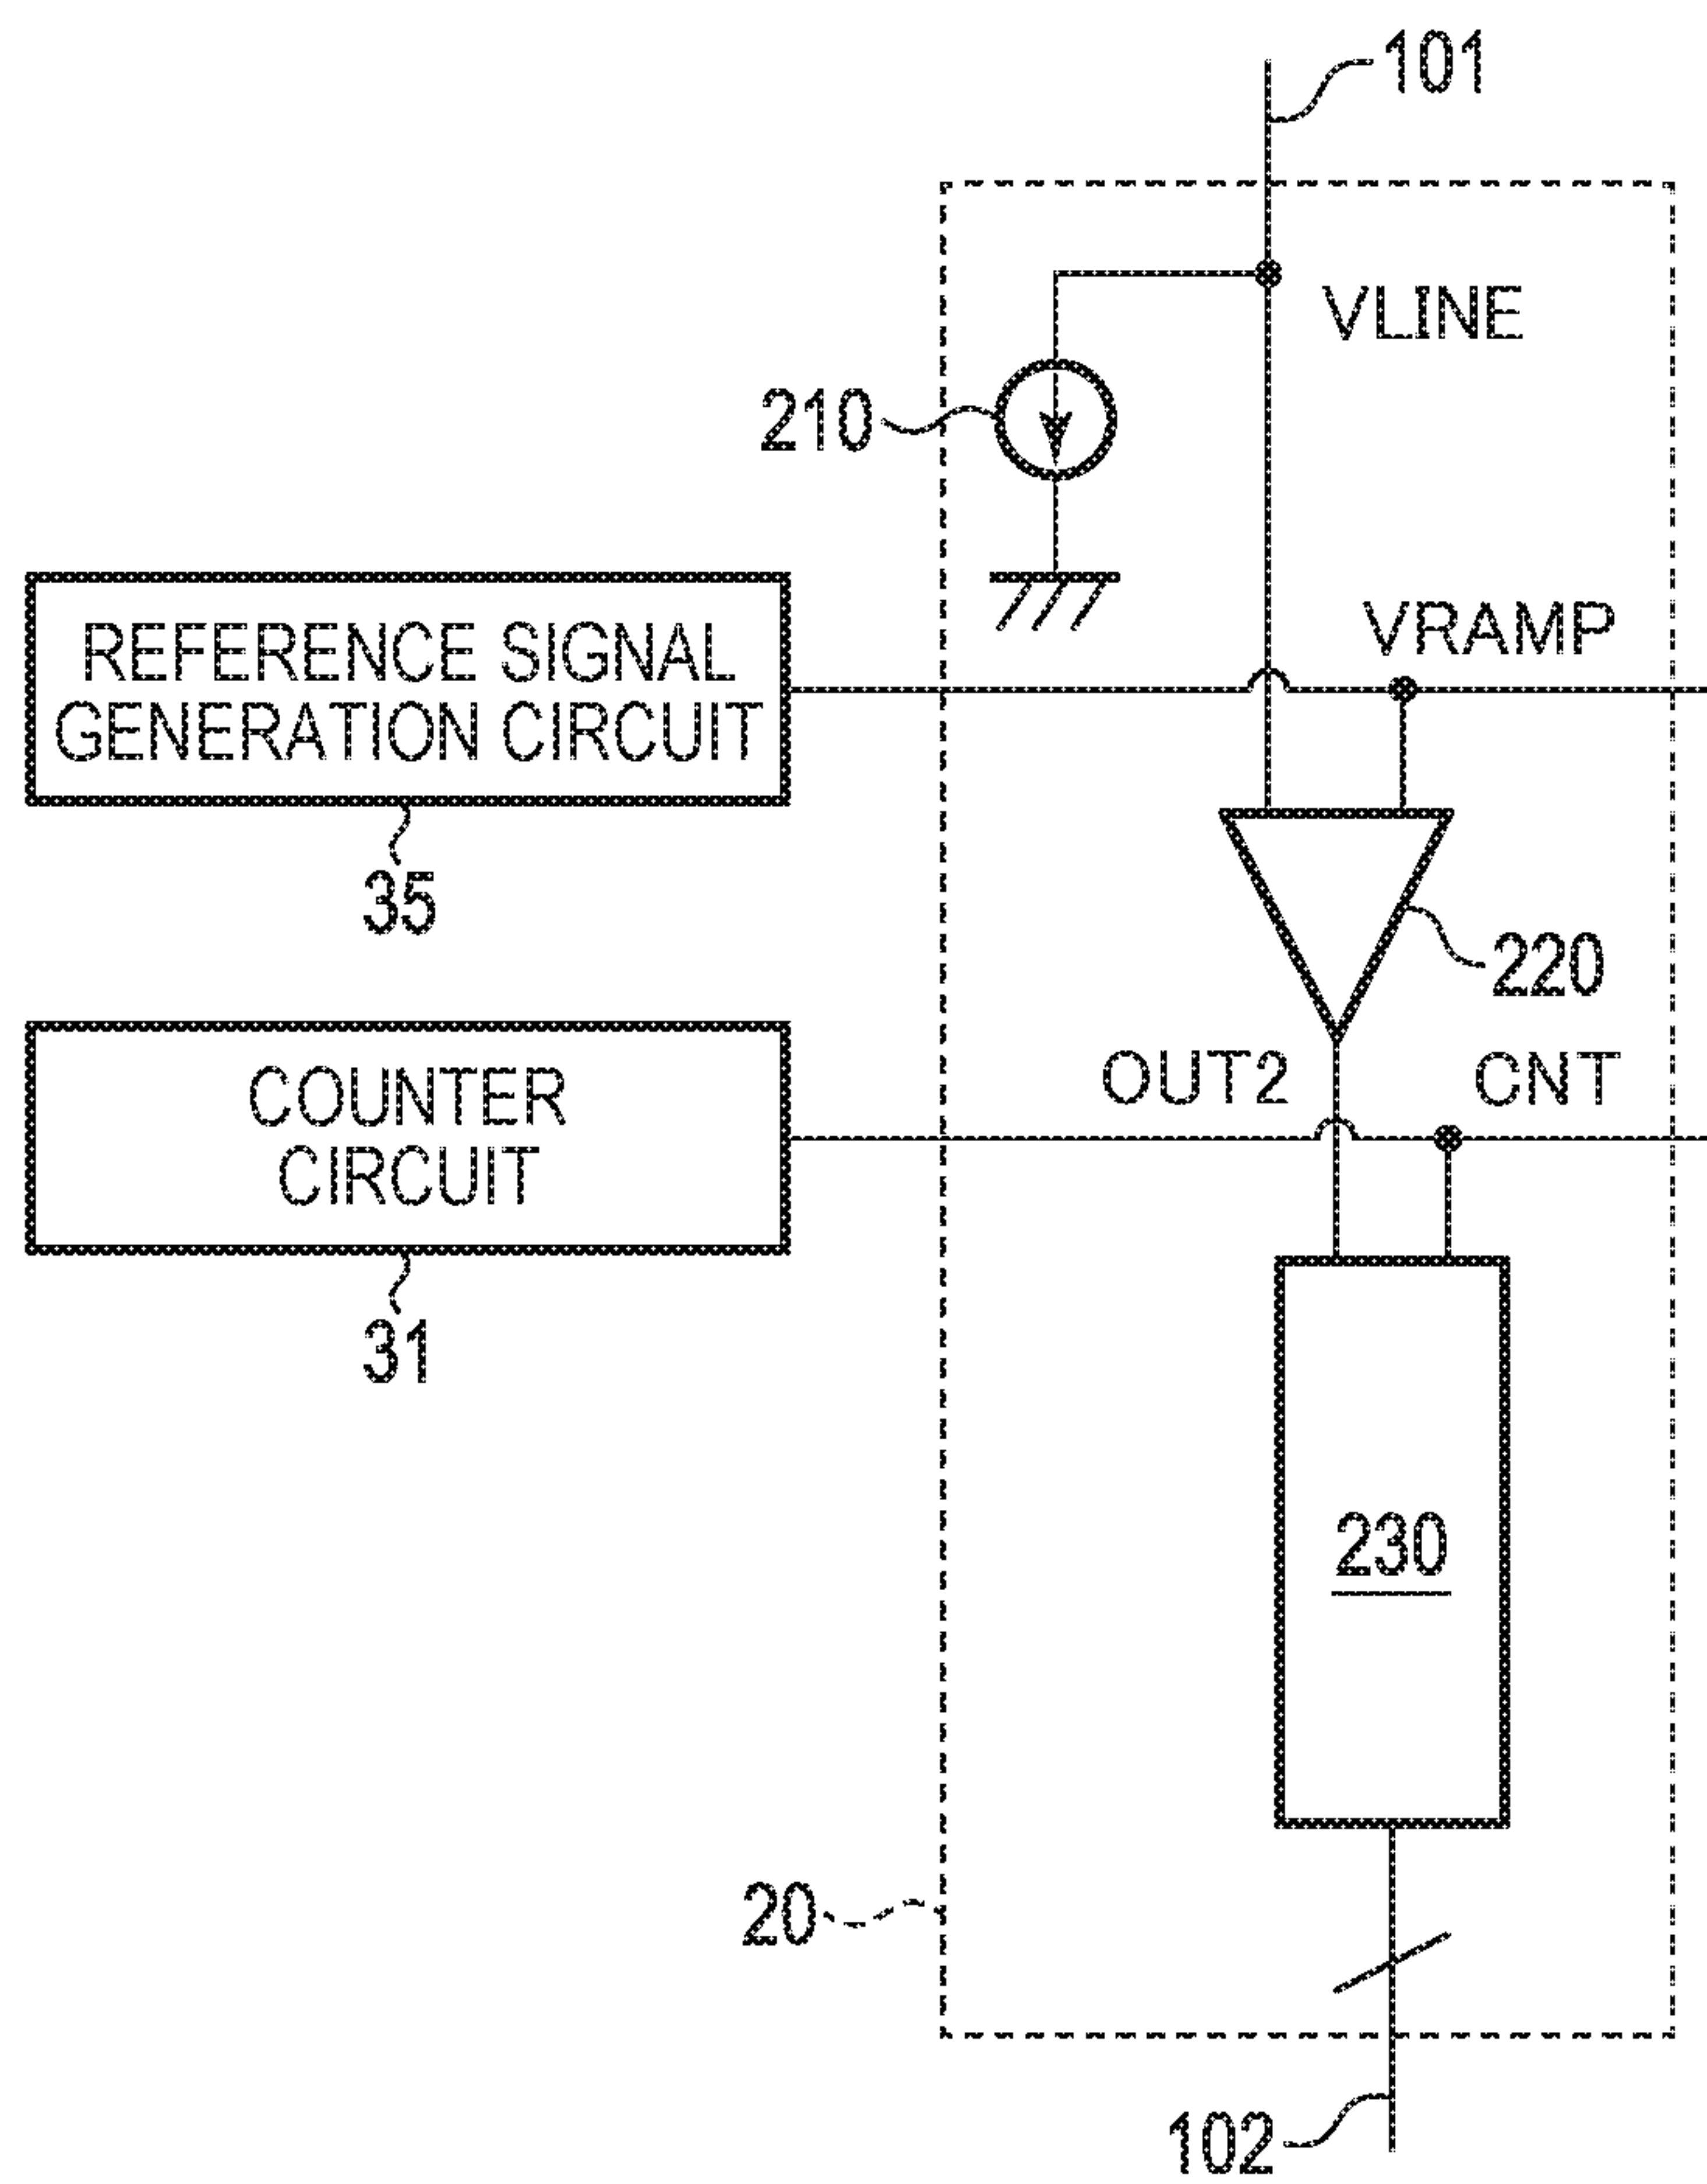 101
VLINE
210
VRAMP
REFERENCE SIGNAL
GENERATION CIRCUIT
35
220
OUT2
CNT
COUNTER
CIRCUIT
31
230
20
102